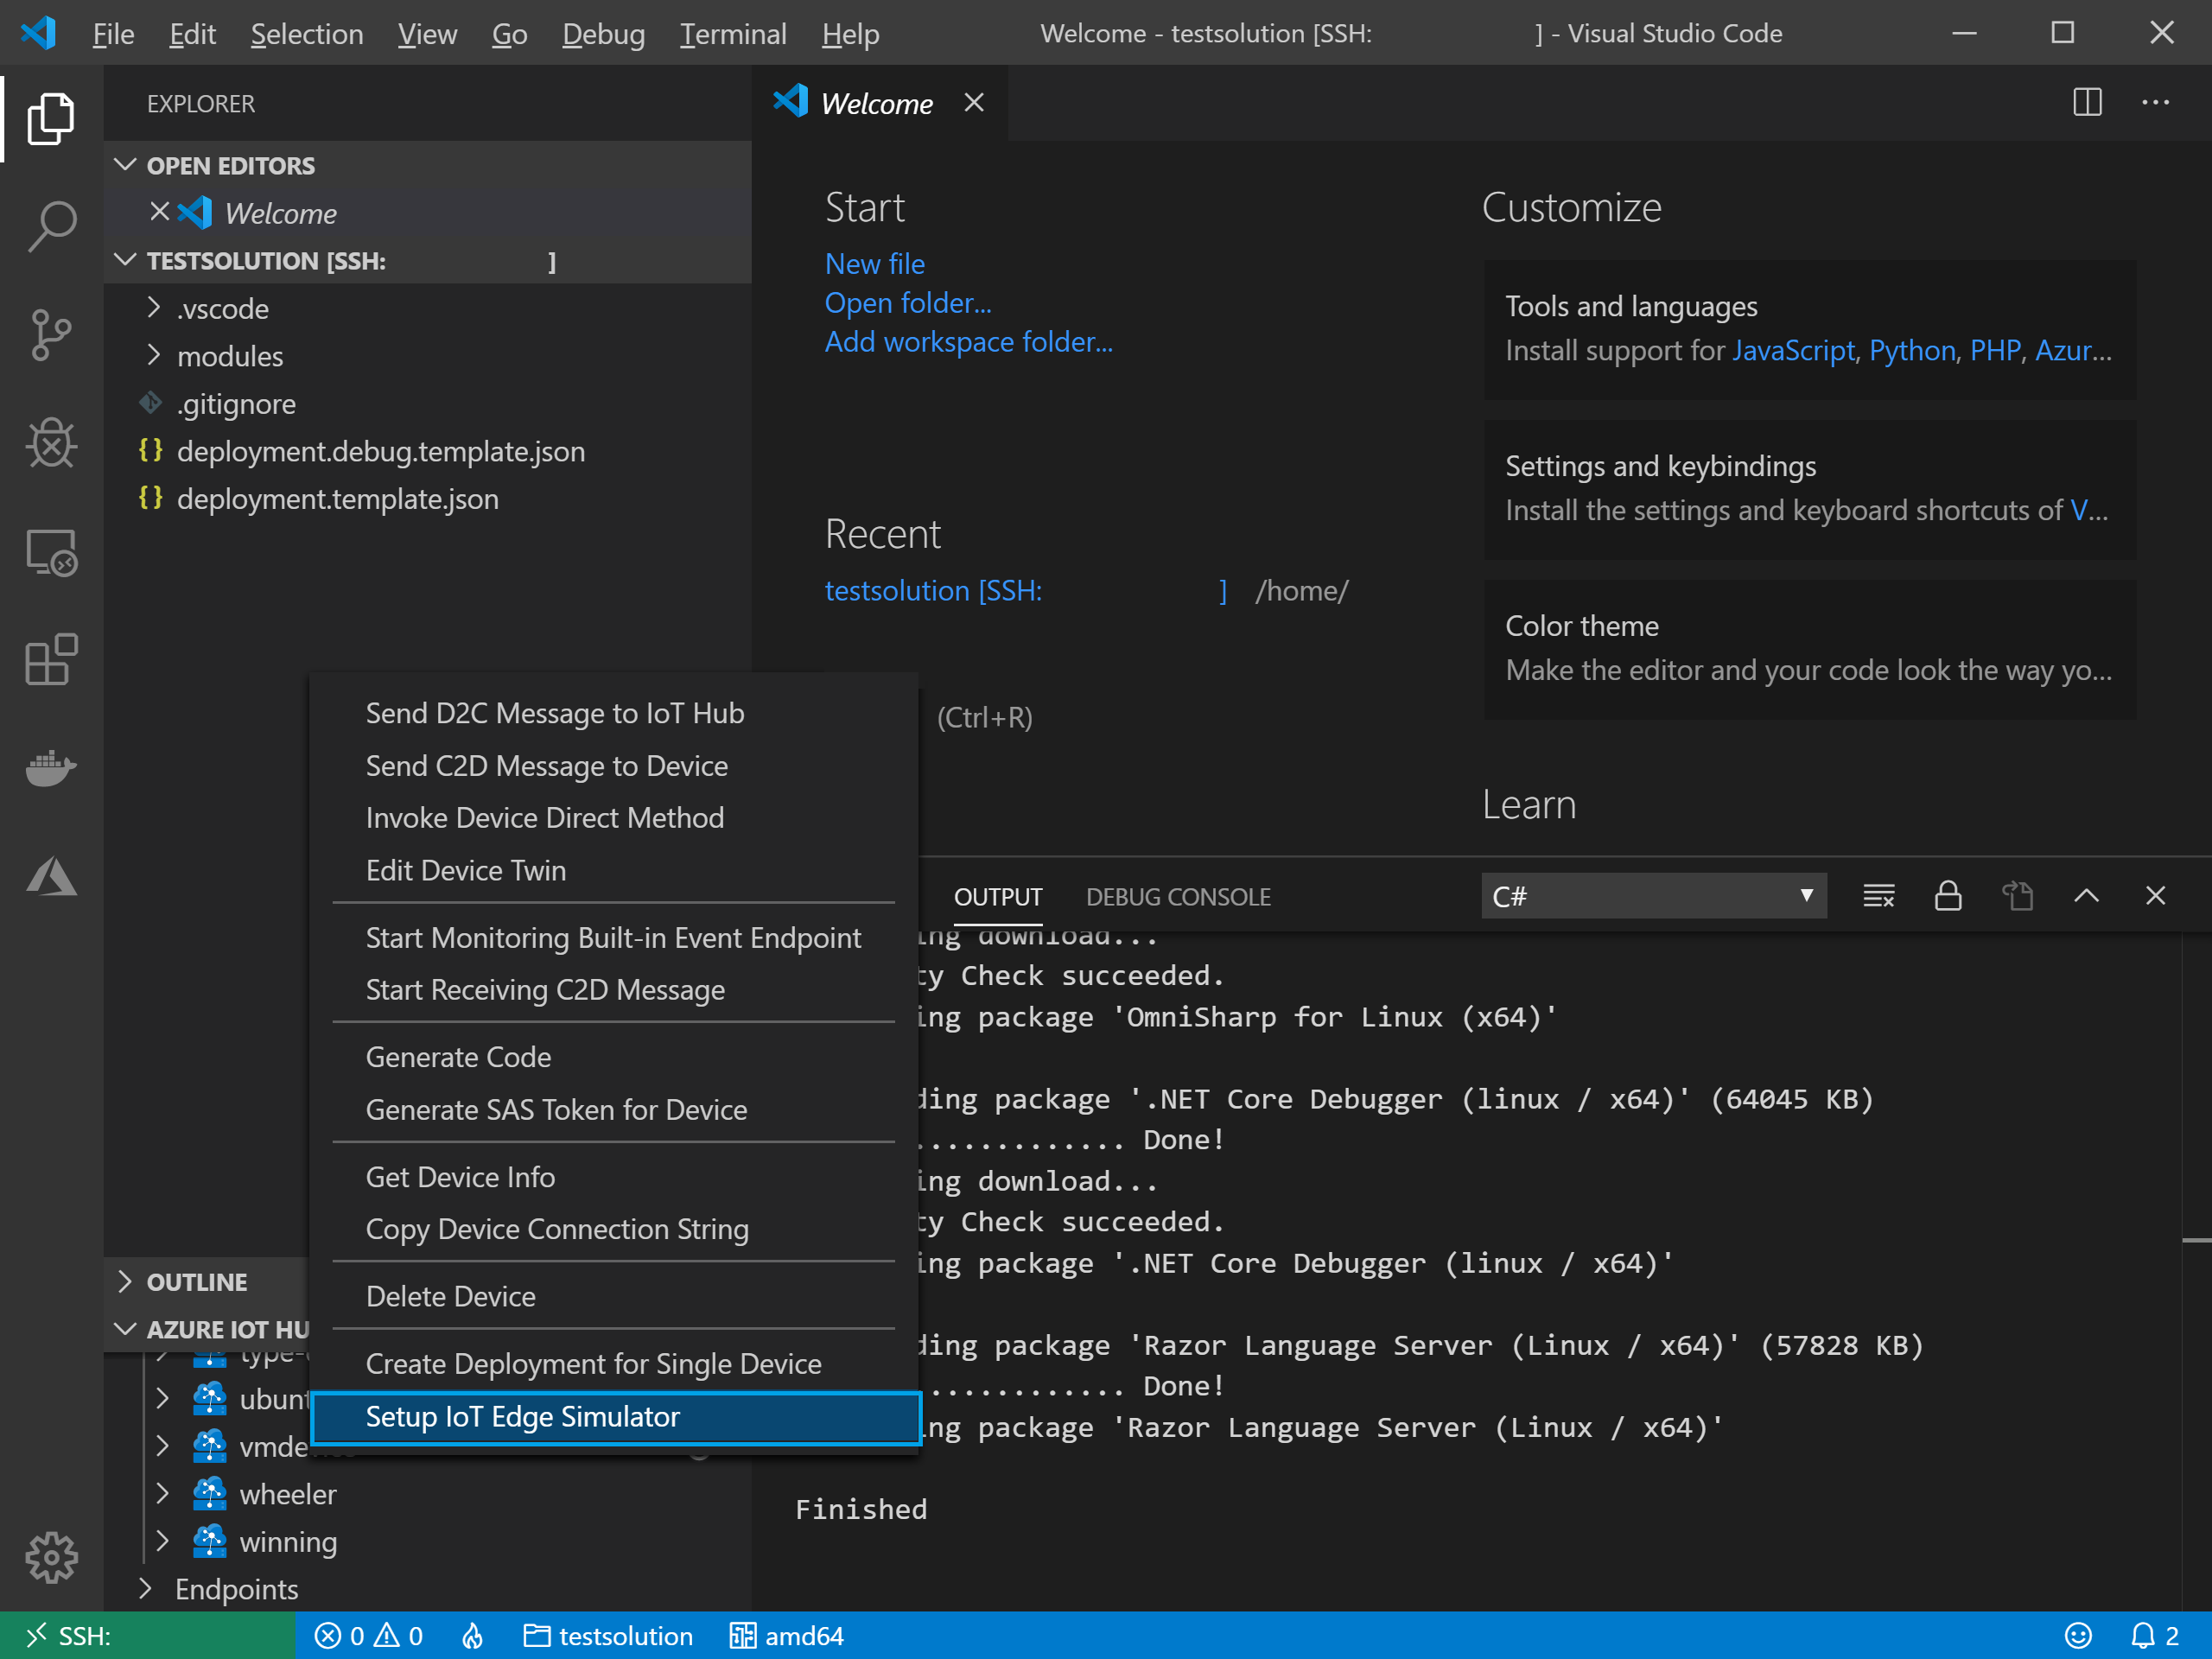 File Edit Selection View Go Debug Terminal Help
Welcome - testsolution [SSH: ] - Visual Studio Code
EXPLORER
OPEN EDITORS
Welcome
TESTSOLUTION [SSH: ]
.vscode
modules
.gitignore
{ } deployment.debug.template.json
{ } deployment.template.json
OUTLINE
AZURE IOT HU
type-
ubunt
vmde
wheeler
winning
Endpoints
Welcome
Start
New file
Open folder...
Add workspace folder...
Recent
testsolution [SSH: ] /home/
(Ctrl+R)
Customize
Tools and languages
Install support for JavaScript, Python, PHP, Azur...
Settings and keybindings
Install the settings and keyboard shortcuts of V...
Color theme
Make the editor and your code look the way yo...
Learn
Send D2C Message to IoT Hub
Send C2D Message to Device
Invoke Device Direct Method
Edit Device Twin
Start Monitoring Built-in Event Endpoint
Start Receiving C2D Message
Generate Code
Generate SAS Token for Device
Get Device Info
Copy Device Connection String
Delete Device
Create Deployment for Single Device
Setup IoT Edge Simulator
OUTPUT DEBUG CONSOLE C#
ing download...
ty Check succeeded.
ing package 'OmniSharp for Linux (x64)'
ding package '.NET Core Debugger (linux / x64)' (64045 KB)
............. Done!
ing download...
ty Check succeeded.
ing package '.NET Core Debugger (linux / x64)'
ding package 'Razor Language Server (Linux / x64)' (57828 KB)
............ Done!
ing package 'Razor Language Server (Linux / x64)'
Finished
SSH: 0 0 testsolution amd64 2